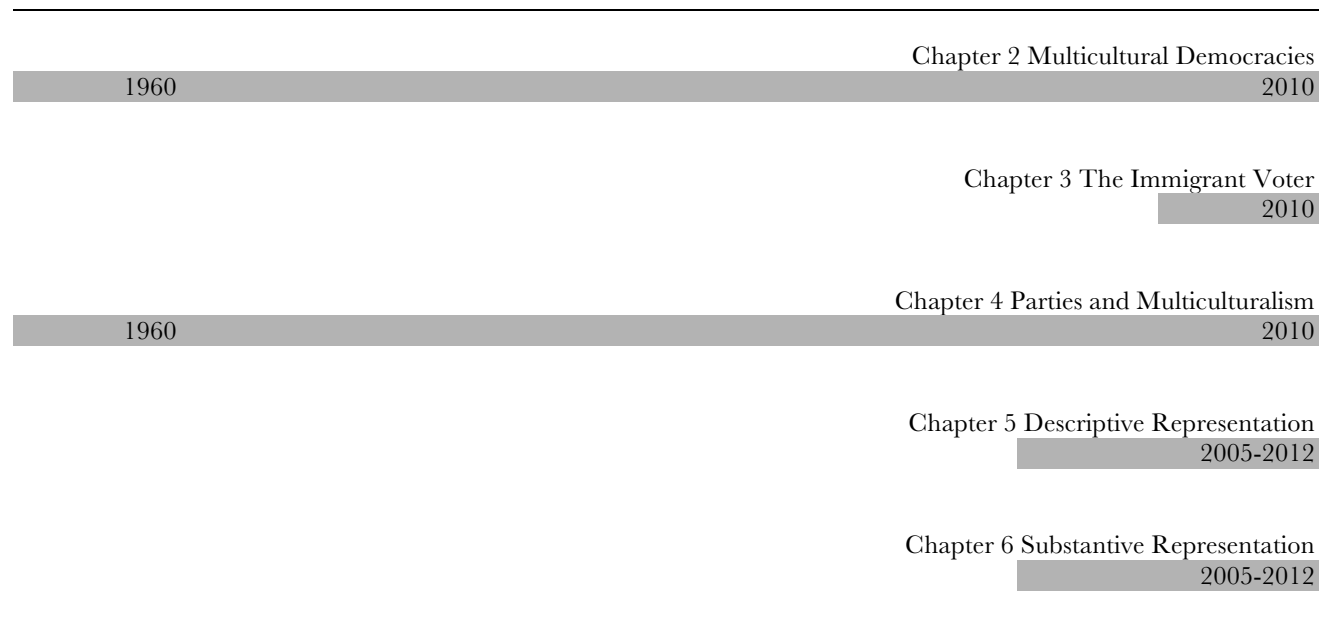 Chapter 2 Multicultural Democracies
1960 2010
Chapter 3 The Immigrant Voter
2010
Chapter 4 Parties and Multiculturalism
1960 2010
Chapter 5 Descriptive Representation
2005-2012
Chapter 6 Substantive Representation
2005-2012